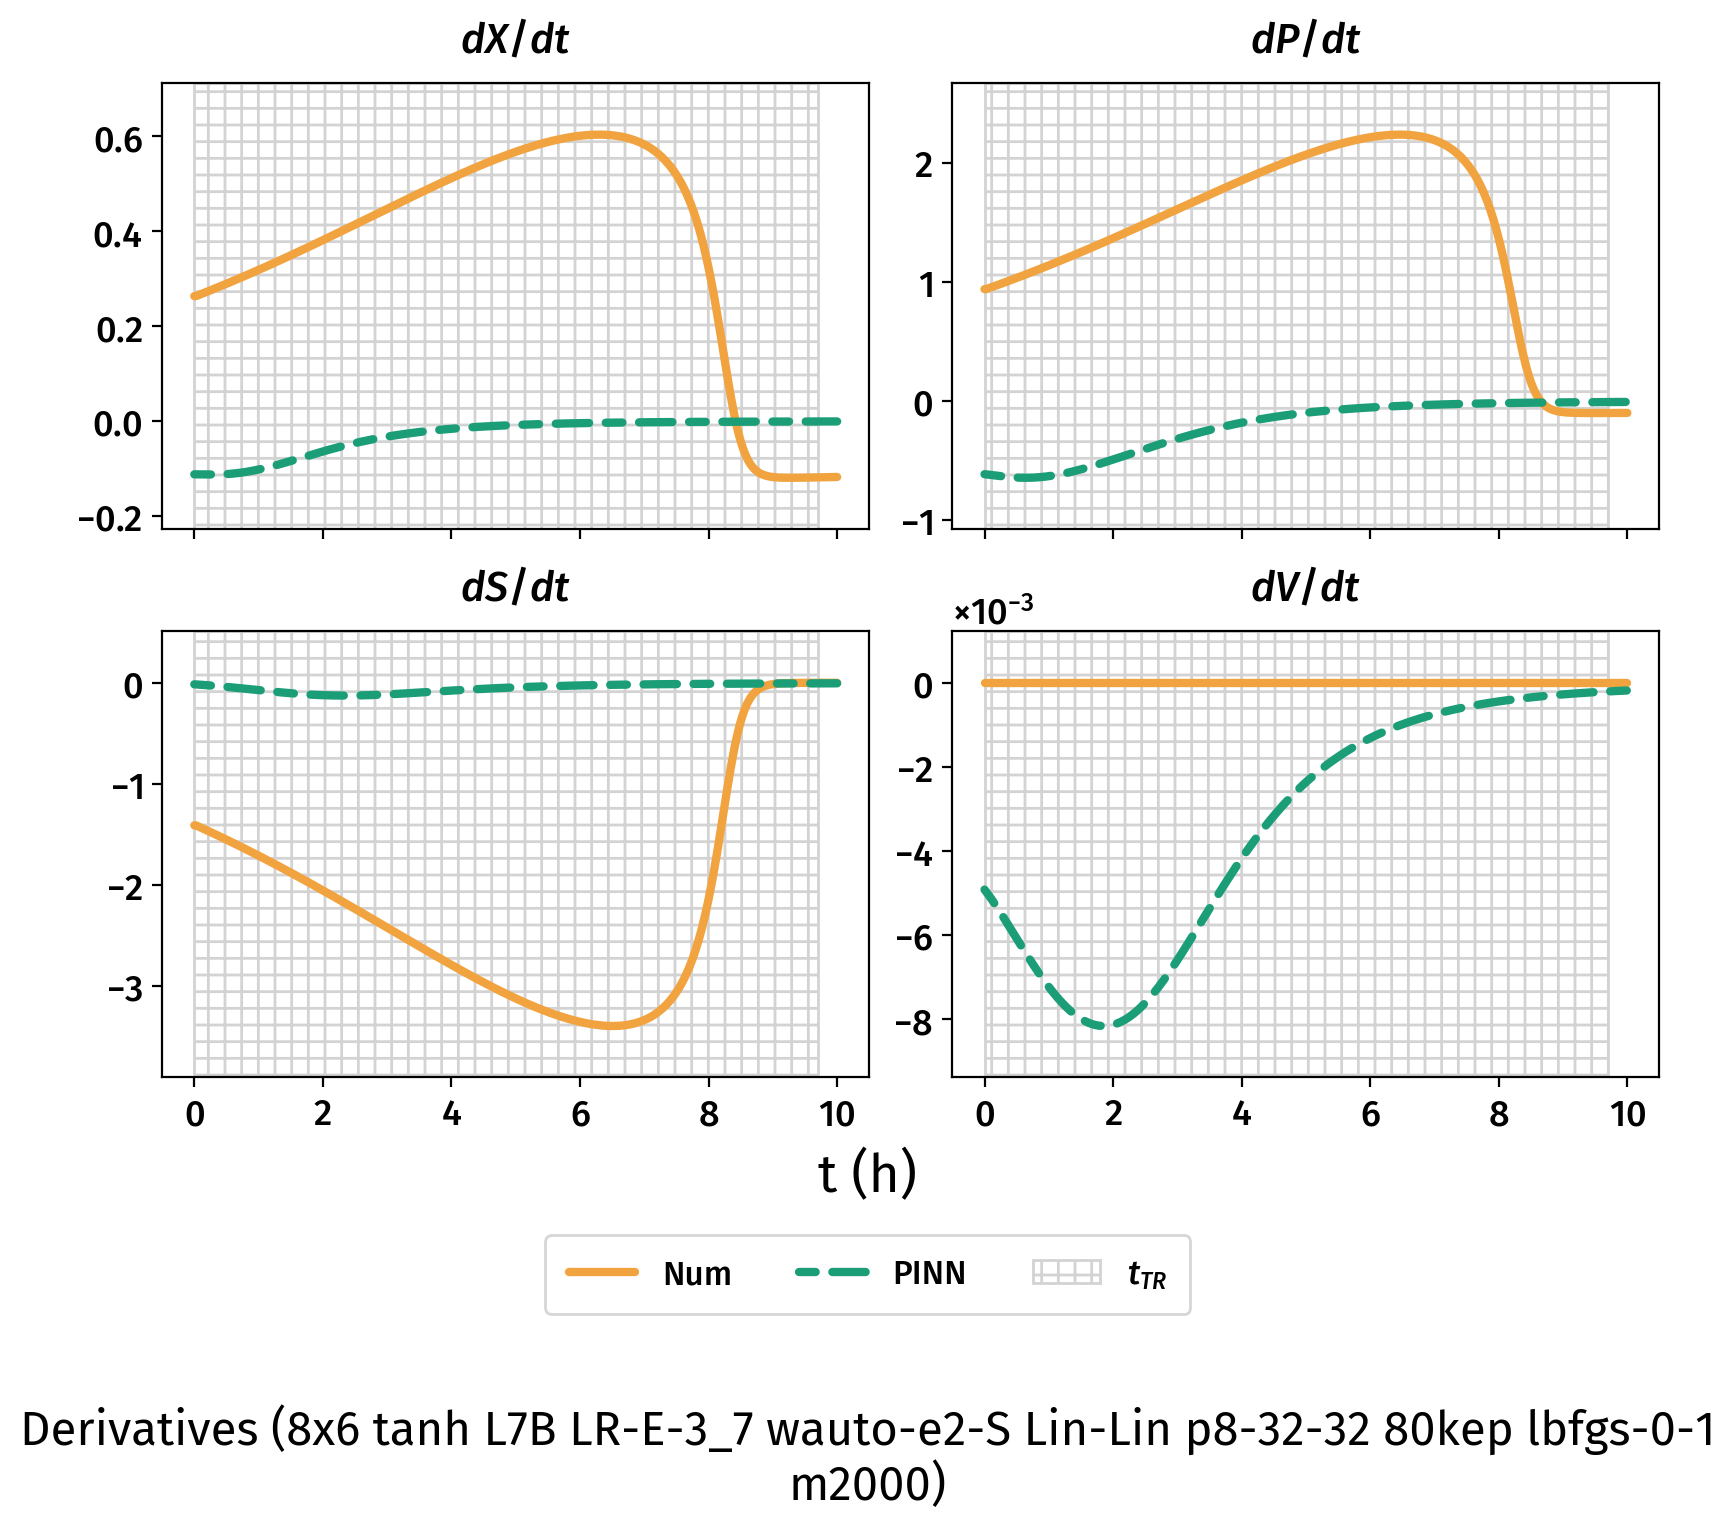 dX/dt
dP/dt
0.6
0.4
0.2
0.0
−0.2
2
1
0
−1
dS/dt
dV/dt
×10⁻³
0
−1
−2
−3
0
−2
−4
−6
−8
0 2 4 6 8 10
0 2 4 6 8 10
t (h)
Num PINN t_TR
Derivatives (8x6 tanh L7B LR-E-3_7 wauto-e2-S Lin-Lin p8-32-32 80kep lbfgs-0-1
m2000)